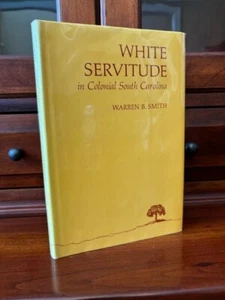 WHITE
SERVITUDE
in Colonial South Carolina
WARREN B. SMITH